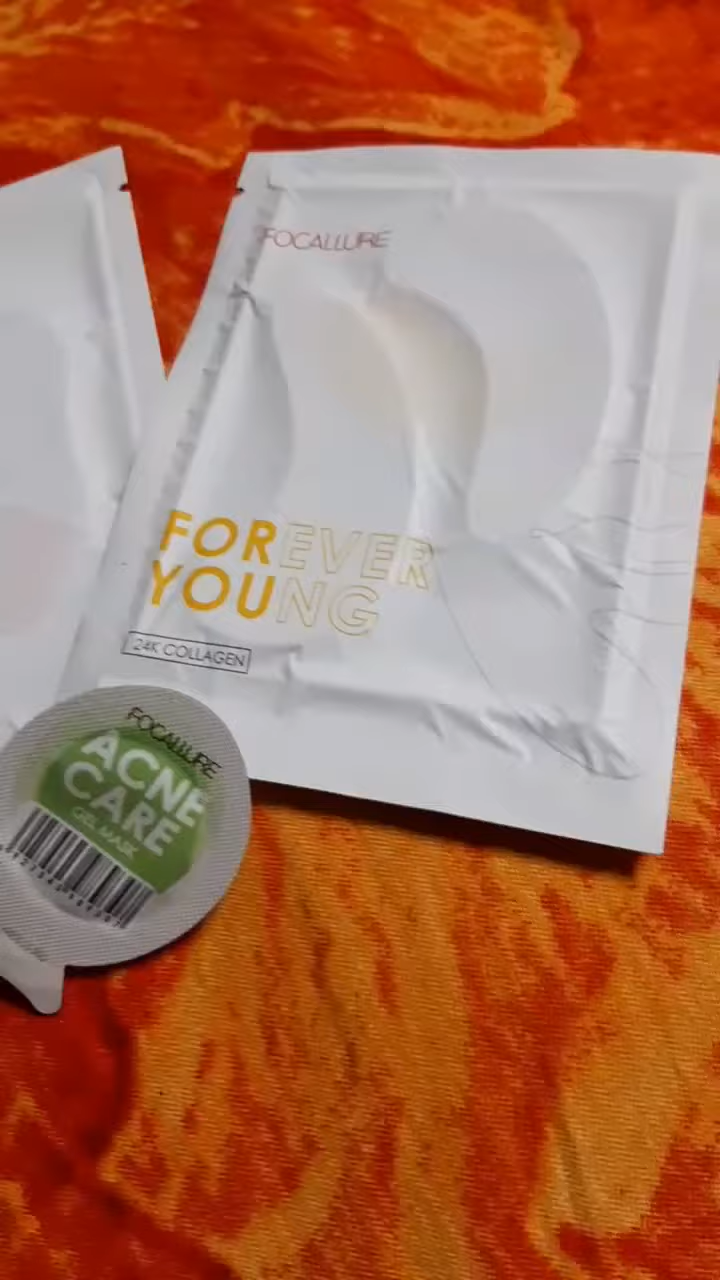 FOCALLURE
FOREVER
YOUNG
24K COLLAGEN
FOCALLURE
ACNE
CARE
GEL MASK